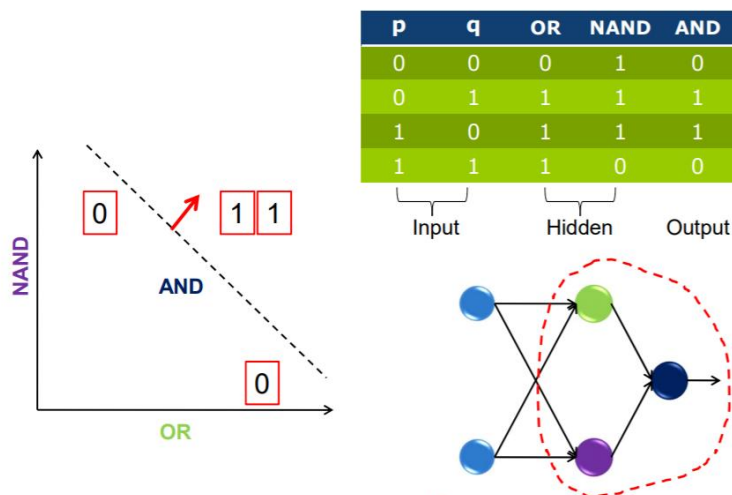 p q OR NAND AND
0 0 0 1 0
0 1 1 1 1
1 0 1 1 1
1 1 1 0 0
Input Hidden Output
NAND
0 1 1
AND
0
OR